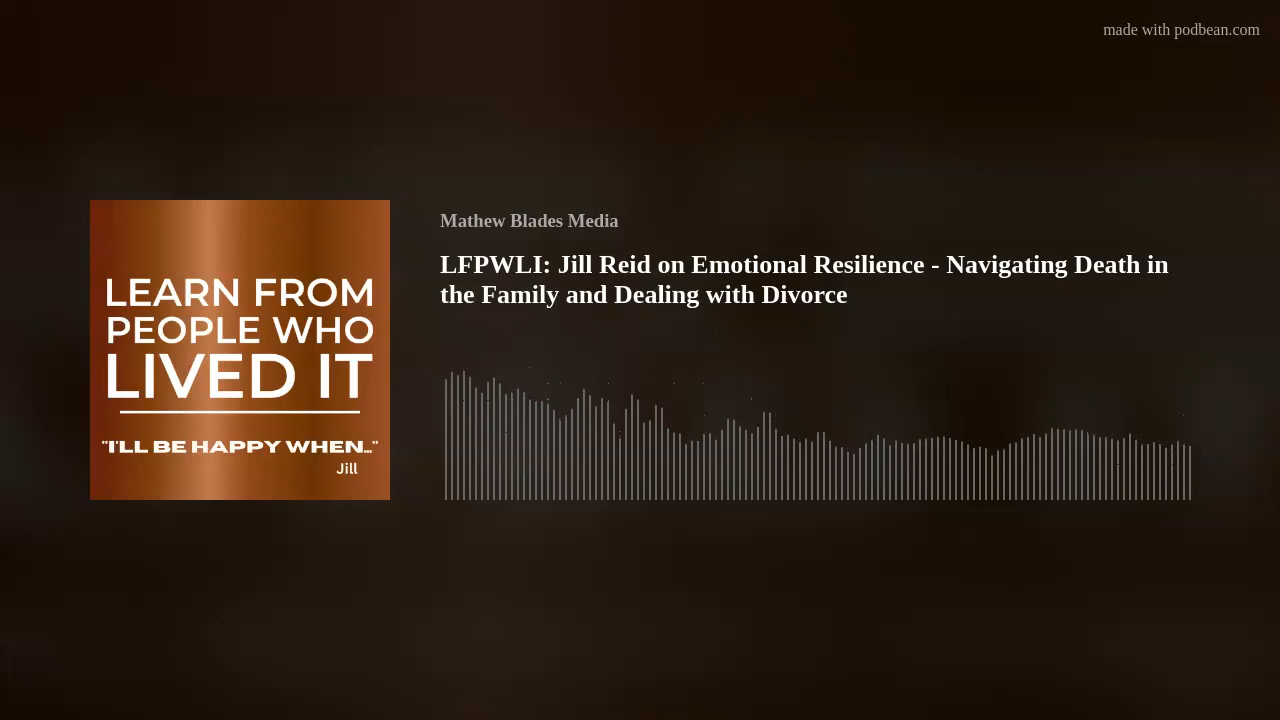 made with podbean.com
LEARN FROM
PEOPLE WHO
LIVED IT
"I'LL BE HAPPY WHEN..."
Jill
Mathew Blades Media
LFPWLI: Jill Reid on Emotional Resilience - Navigating Death in
the Family and Dealing with Divorce